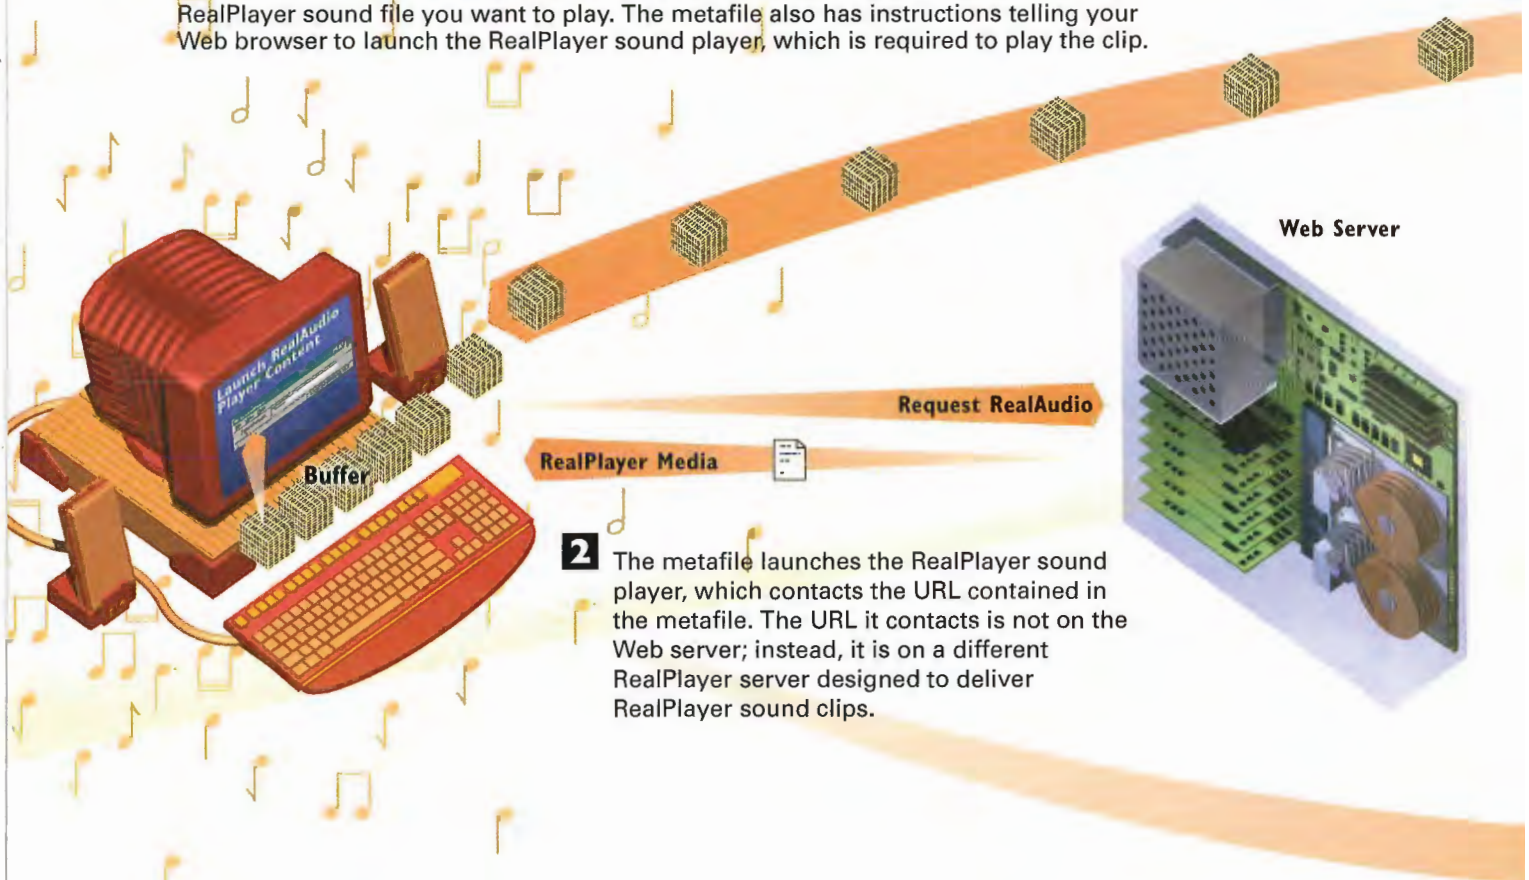 RealPlayer sound file you want to play. The metafile also has instructions telling your
Web browser to launch the RealPlayer sound player, which is required to play the clip.
Web Server
Launch RealAudio
Player Content
Request RealAudio
RealPlayer Media
Buffer
2 The metafile launches the RealPlayer sound
player, which contacts the URL contained in
the metafile. The URL it contacts is not on the
Web server; instead, it is on a different
RealPlayer server designed to deliver
RealPlayer sound clips.